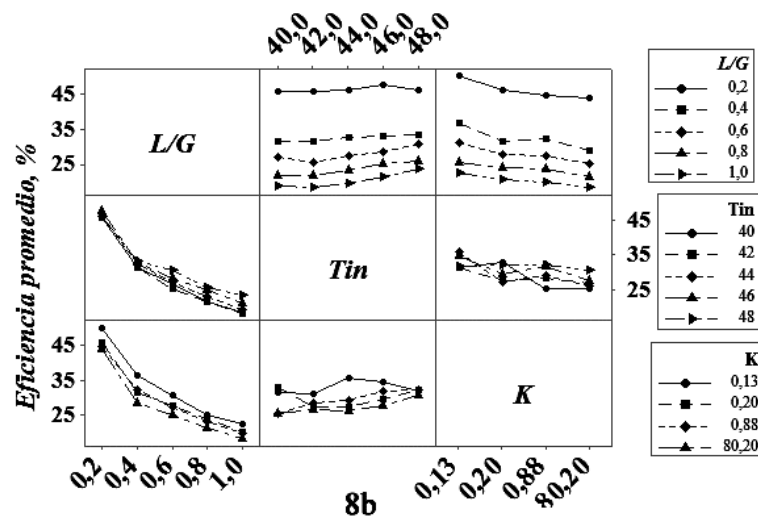 40,0 42,0 44,0 46,0 48,0
Eficiencia promedio, %
45
35
25
L/G
Tin
45
35
25
45
35
25
K
0,2 0,4 0,6 0,8 1,0
0,13 0,20 0,88 80,20
8b
L/G
0,2
0,4
0,6
0,8
1,0
Tin
40
42
44
46
48
K
0,13
0,20
0,88
80,20